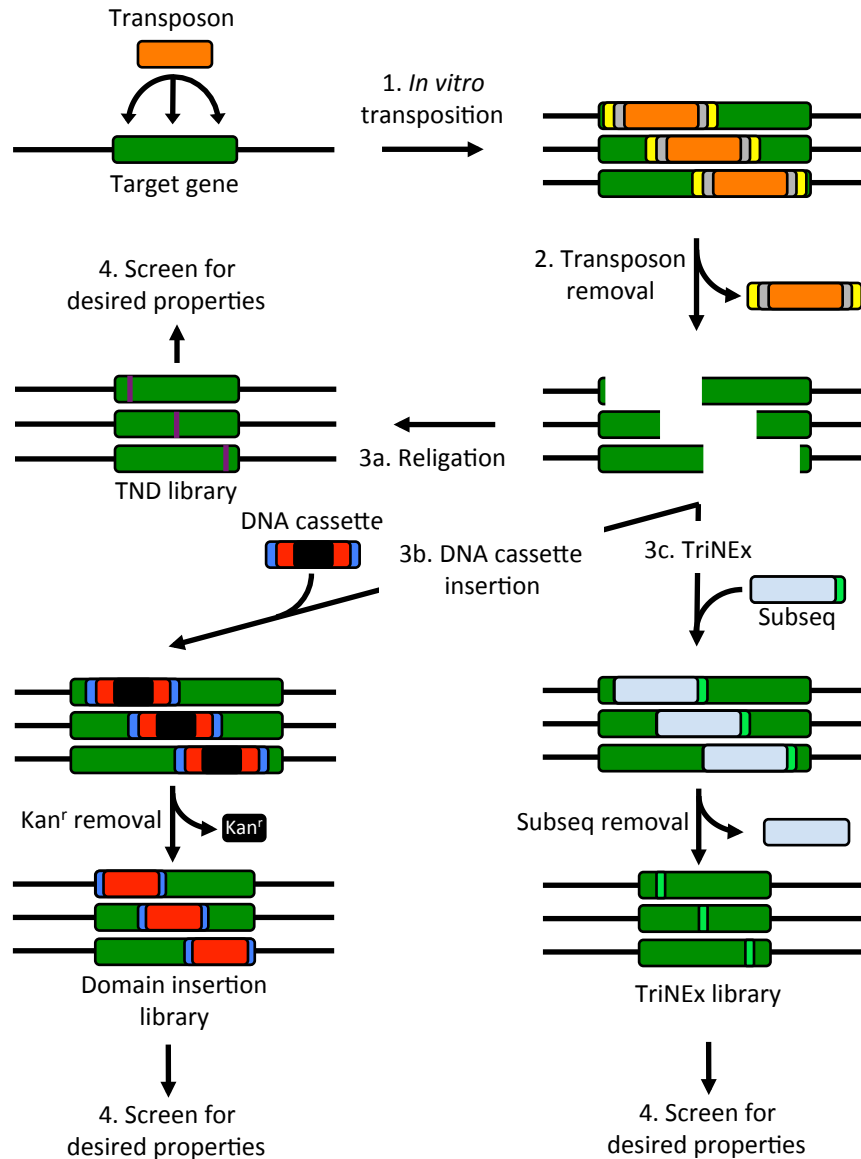 Transposon
1. In vitro
transposition
Target gene
2. Transposon
removal
4. Screen for
desired properties
3a. Religation
TND library
DNA cassette
3b. DNA cassette
insertion
3c. TriNEx
Subseq
Kanʳ removal
Kanʳ
Subseq removal
Domain insertion
library
TriNEx library
4. Screen for
desired properties
4. Screen for
desired properties